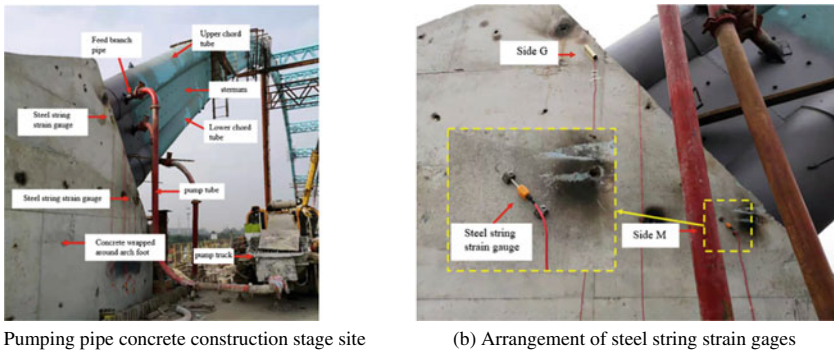 Feed branch
pipe
Upper chord
tube
sternum
Steel string
strain gauge
Lower chord
tube
Steel string strain gauge
pump tube
Concrete wrapped
around arch foot
pump truck
Side G
Steel string
strain gauge
Side M
Pumping pipe concrete construction stage site
(b) Arrangement of steel string strain gages